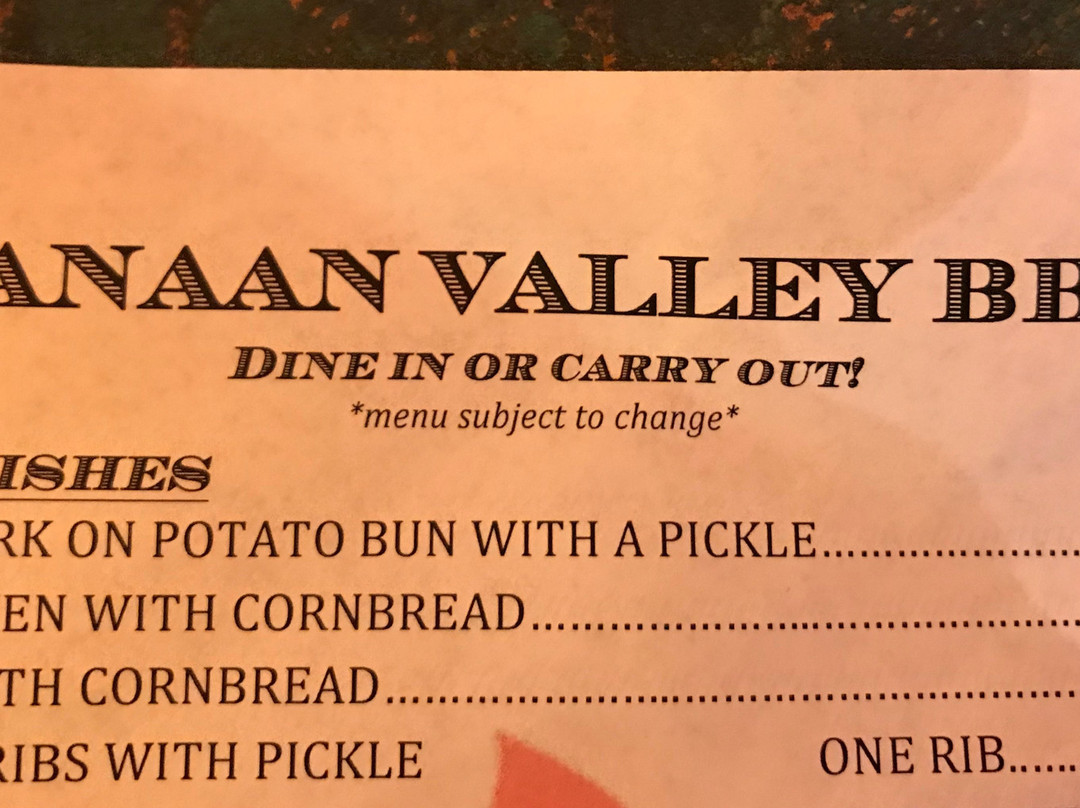 ANAAN VALLEY BB
DINE IN OR CARRY OUT!
*menu subject to change*
ISHES
RK ON POTATO BUN WITH A PICKLE........................
EN WITH CORNBREAD..........................................
TH CORNBREAD......................................................
RIBS WITH PICKLE ONE RIB.......